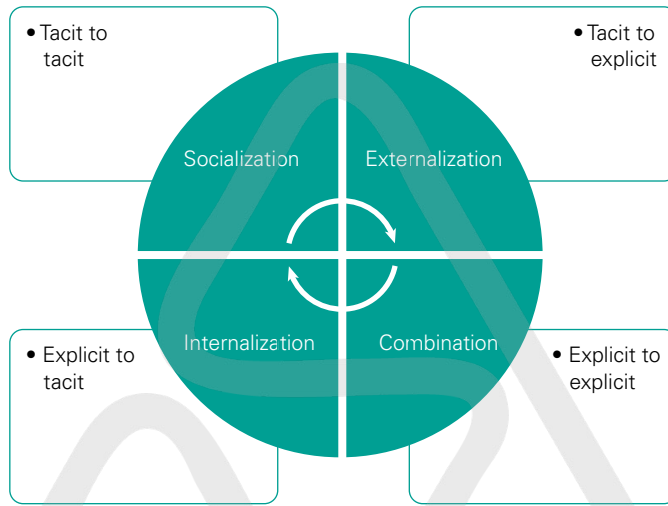 • Tacit to
tacit
• Tacit to
explicit
Socialization
Externalization
Internalization
Combination
• Explicit to
tacit
• Explicit to
explicit